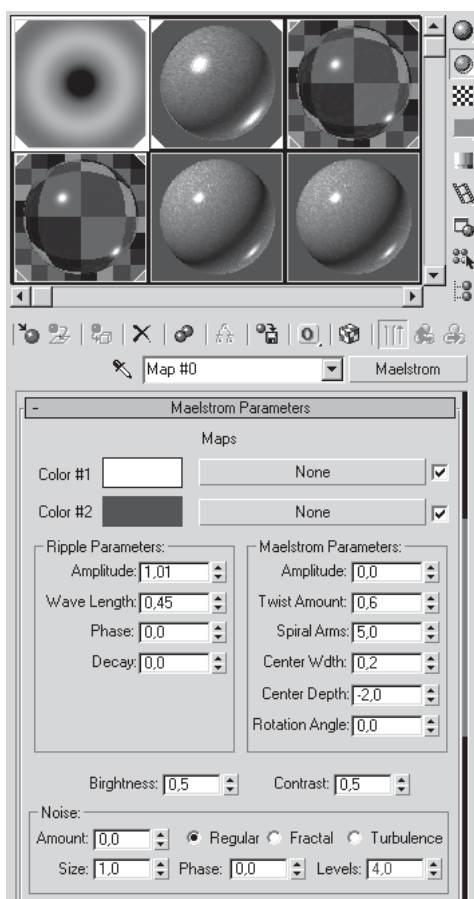 Map #0 Maelstrom
- Maelstrom Parameters
Maps
Color #1 None
Color #2 None
Ripple Parameters:
Amplitude: 1,01
Wave Length: 0,45
Phase: 0,0
Decay: 0,0
Maelstrom Parameters:
Amplitude: 0,0
Twist Amount: 0,6
Spiral Arms: 5,0
Center Wdth: 0,2
Center Depth: -2,0
Rotation Angle: 0,0
Birghtness: 0,5 Contrast: 0,5
Noise:
Amount: 0,0 Regular Fractal Turbulence
Size: 1,0 Phase: 0,0 Levels: 4,0